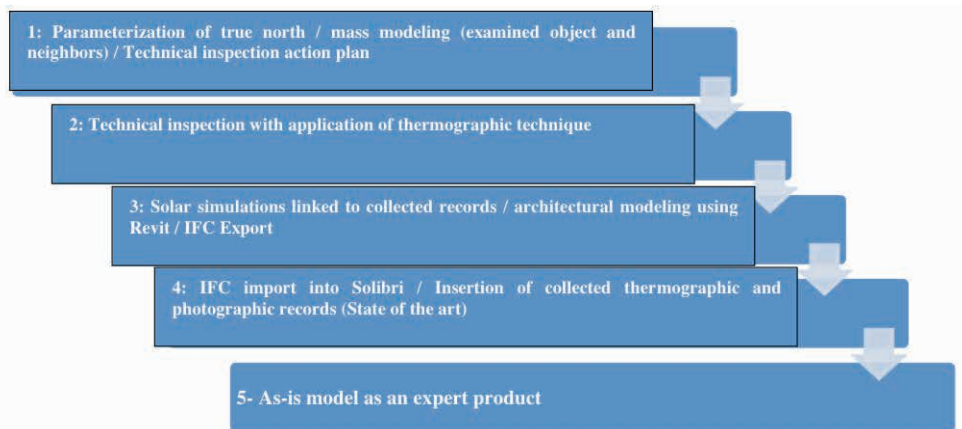 1: Parameterization of true north / mass modeling (examined object and
neighbors) / Technical inspection action plan
2: Technical inspection with application of thermographic technique
3: Solar simulations linked to collected records / architectural modeling using
Revit / IFC Export
4: IFC import into Solibri / Insertion of collected thermographic and
photographic records (State of the art)
5- As-is model as an expert product